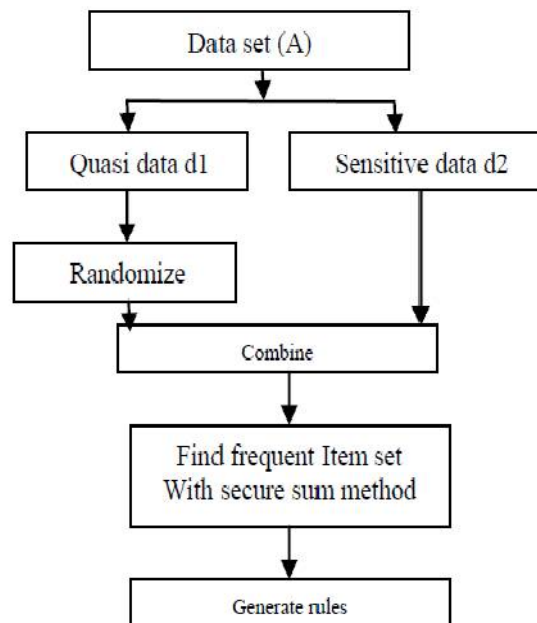 Data set (A)
Quasi data d1
Sensitive data d2
Randomize
Combine
Find frequent Item set
With secure sum method
Generate rules